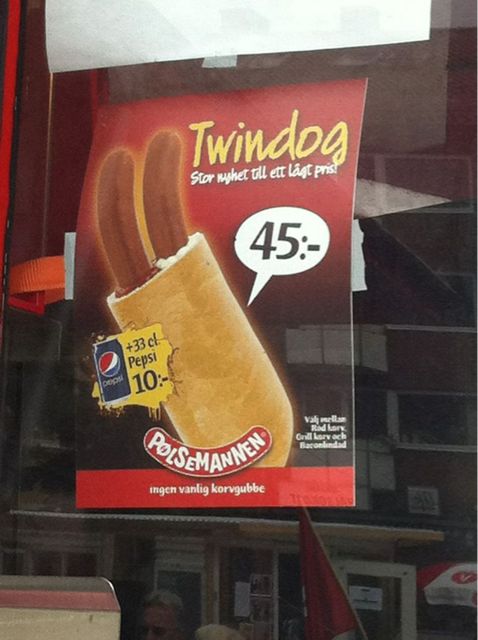 Twindog
Stor nyhet till ett lågt pris!
45:-
+33 cl.
Pepsi
10:-
pepsi
Välj mellan
Röd korv,
Grill korv och
Baconlindad
PØLSEMANNEN
ingen vanlig korvgubbe